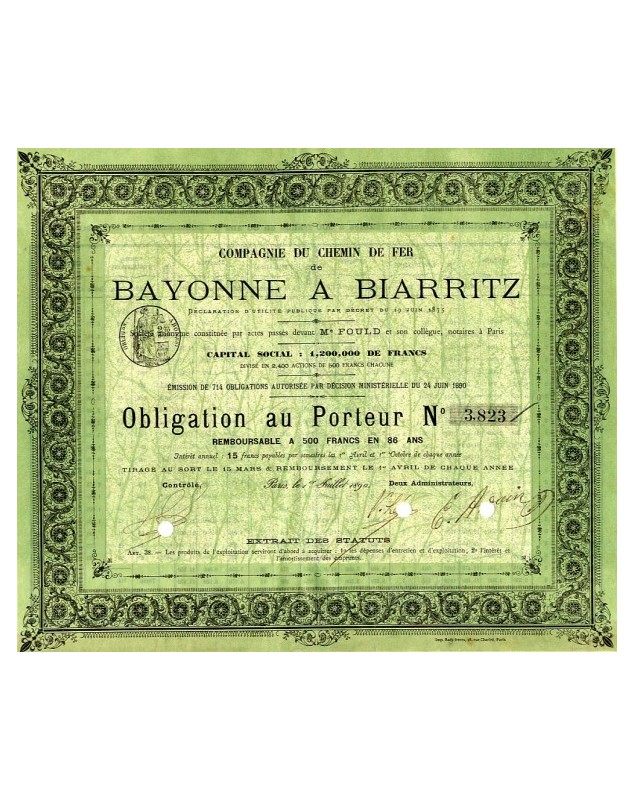 COMPAGNIE DU CHEMIN DE FER
de
BAYONNE A BIARRITZ
DÉCLARATION D'UTILITÉ PUBLIQUE PAR DÉCRET DU 19 JUIN 1875
Société anonyme constituée par actes passés devant Me FOULD et son collègue, notaires à Paris
CAPITAL SOCIAL : 1,200,000 DE FRANCS
DIVISÉ EN 2,400 ACTIONS DE 500 FRANCS CHACUNE
ÉMISSION DE 714 OBLIGATIONS AUTORISÉE PAR DÉCISION MINISTÉRIELLE DU 24 JUIN 1890
Obligation au Porteur No 3.823
REMBOURSABLE A 500 FRANCS EN 86 ANS
Intérêt annuel : 15 francs payables par semestres les 1er Avril et 1er Octobre de chaque année
TIRAGE AU SORT LE 15 MARS & REMBOURSEMENT LE 1er AVRIL DE CHAQUE ANNÉE
Contrôle, Paris, le 1er Juillet 1890. Deux Administrateurs,
EXTRAIT DES STATUTS
ART. 28. — Les produits de l'exploitation serviront d'abord à acquitter : 1o les dépenses d'entretien et d'exploitation, 2o l'intérêt et
l'amortissement des emprunts.
Paris.